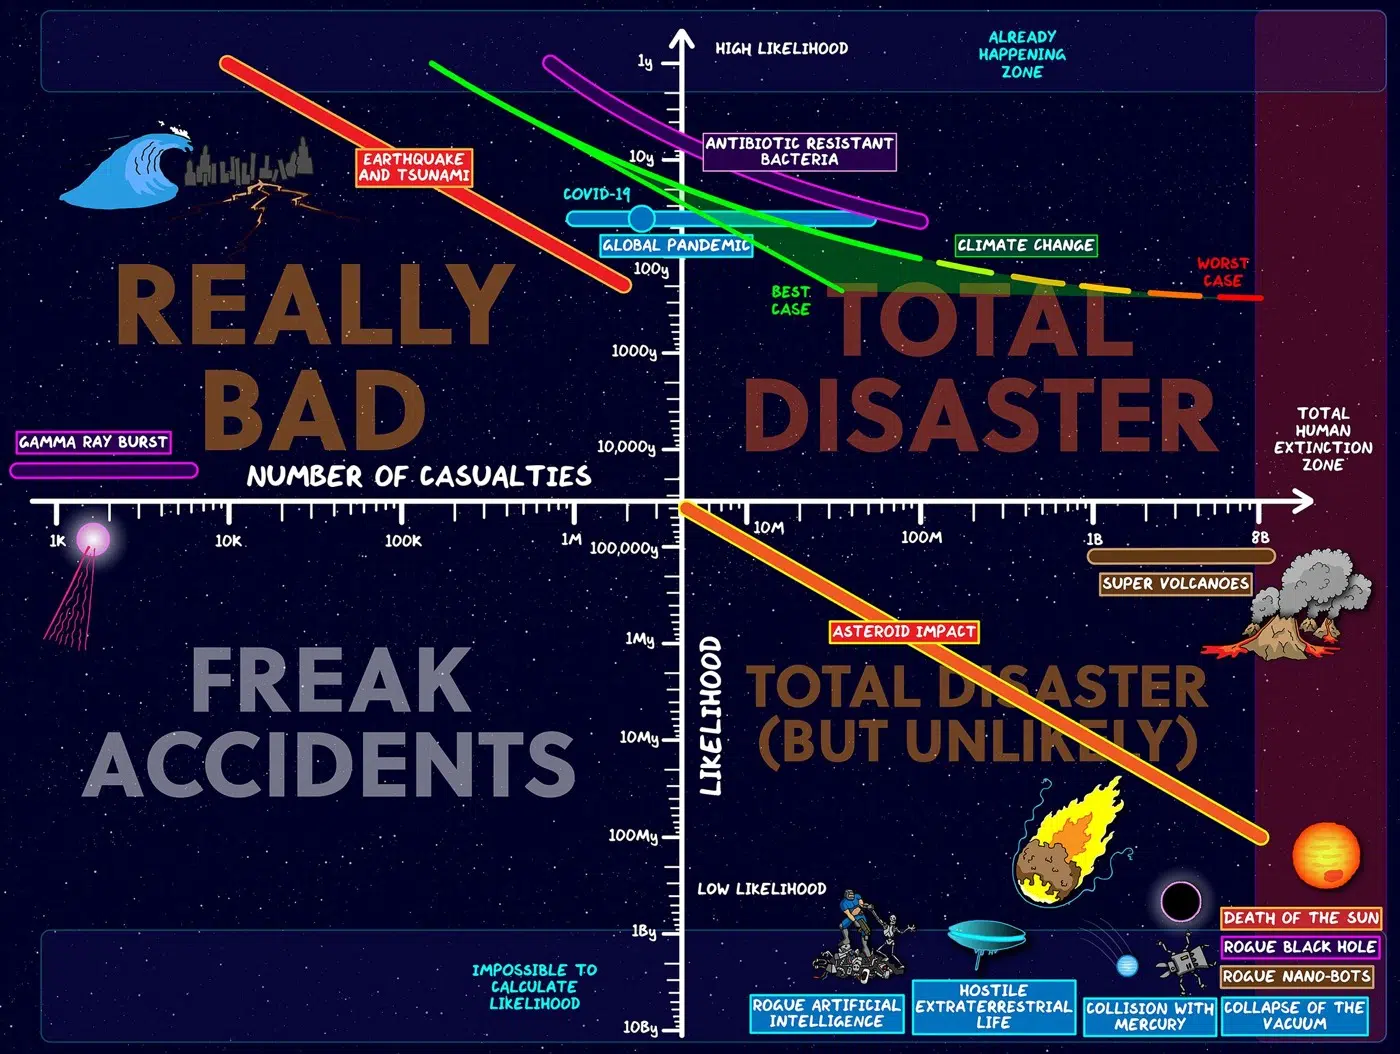 HIGH LIKELIHOOD
ALREADY
HAPPENING
ZONE
1y
10y
100y
1000y
10,000y
100,000y
1My
10My
100My
1By
10By
EARTHQUAKE
AND TSUNAMI
ANTIBIOTIC RESISTANT
BACTERIA
COVID-19
GLOBAL PANDEMIC
CLIMATE CHANGE
WORST
CASE
BEST
CASE
REALLY
BAD
TOTAL
DISASTER
GAMMA RAY BURST
NUMBER OF CASUALTIES
TOTAL
HUMAN
EXTINCTION
ZONE
1K
10K
100K
1M
10M
100M
1B
8B
SUPER VOLCANOES
ASTEROID IMPACT
LIKELIHOOD
FREAK
ACCIDENTS
TOTAL DISASTER
(BUT UNLIKELY)
LOW LIKELIHOOD
IMPOSSIBLE TO
CALCULATE
LIKELIHOOD
ROGUE ARTIFICIAL
INTELLIGENCE
HOSTILE
EXTRATERRESTRIAL
LIFE
COLLISION WITH
MERCURY
DEATH OF THE SUN
ROGUE BLACK HOLE
ROGUE NANO-BOTS
COLLAPSE OF THE
VACUUM